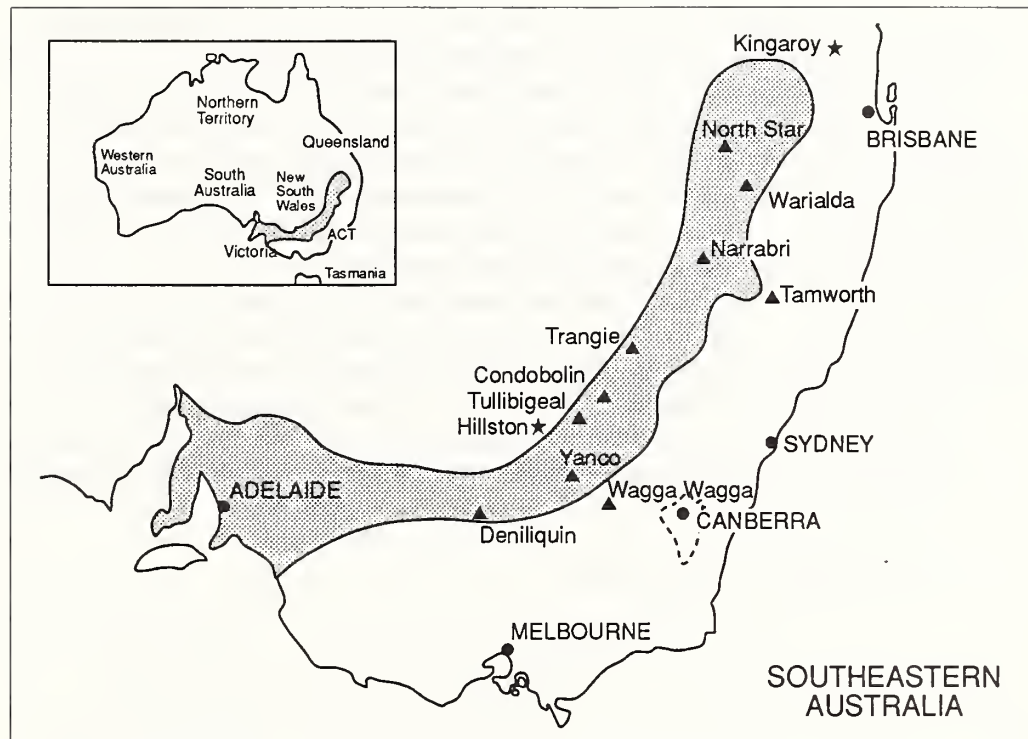 Northern
Territory
Queensland
Western
Australia
South
Australia
New
South
Wales
Victoria
ACT
Tasmania
Kingaroy
BRISBANE
North Star
Warialda
Narrabri
Tamworth
Trangie
Condobolin
Tullibigeal
Hillston
SYDNEY
Yanco
ADELAIDE
Wagga Wagga
CANBERRA
Deniliquin
MELBOURNE
SOUTHEASTERN
AUSTRALIA